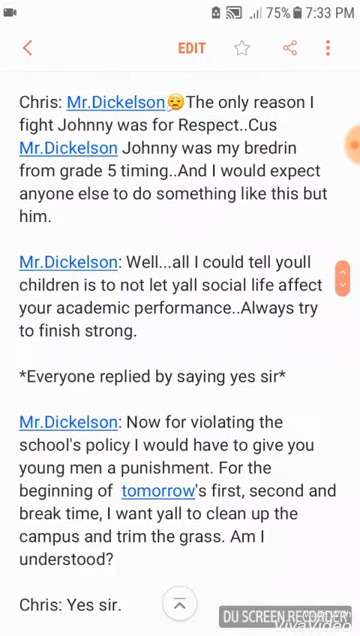 75% 7:33 PM
EDIT
Chris: Mr.Dickelson😥The only reason I
fight Johnny was for Respect..Cus
Mr.Dickelson Johnny was my bredrin
from grade 5 timing..And I would expect
anyone else to do something like this but
him.
Mr.Dickelson: Well...all I could tell youll
children is to not let yall social life affect
your academic performance..Always try
to finish strong.
*Everyone replied by saying yes sir*
Mr.Dickelson: Now for violating the
school's policy I would have to give you
young men a punishment. For the
beginning of tomorrow's first, second and
break time, I want yall to clean up the
campus and trim the grass. Am I
understood?
Chris: Yes sir.
DU SCREEN RECORDER
VivaVideo